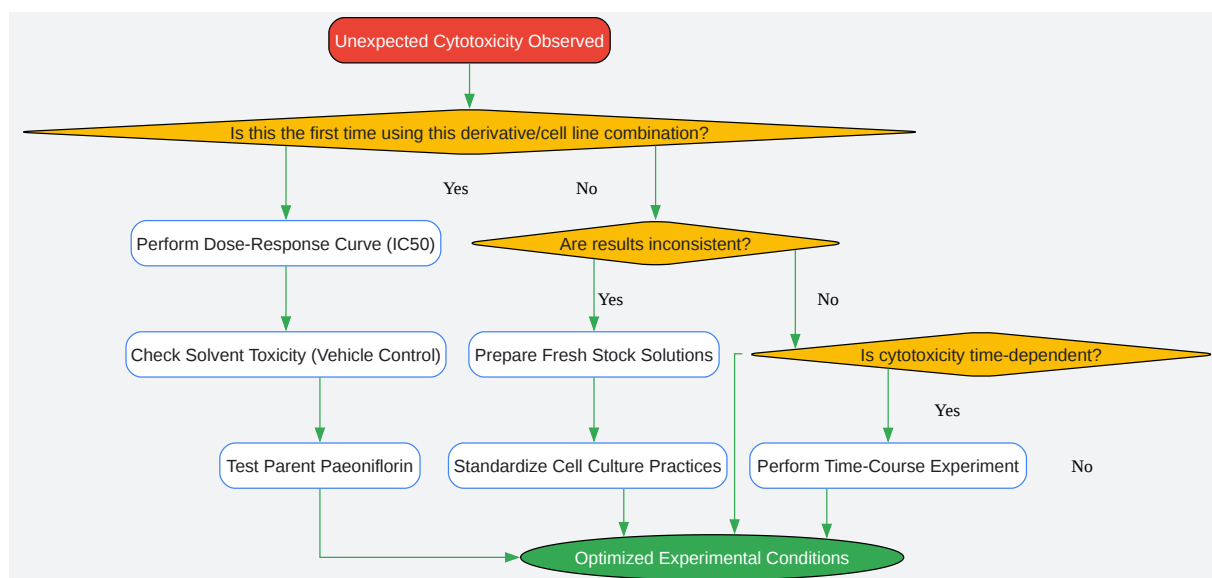 Unexpected Cytotoxicity Observed
Is this the first time using this derivative/cell line combination?
Yes
No
Perform Dose-Response Curve (IC50)
Are results inconsistent?
Yes
No
Check Solvent Toxicity (Vehicle Control)
Prepare Fresh Stock Solutions
Is cytotoxicity time-dependent?
Yes
Test Parent Paeoniflorin
Standardize Cell Culture Practices
Perform Time-Course Experiment
No
Optimized Experimental Conditions